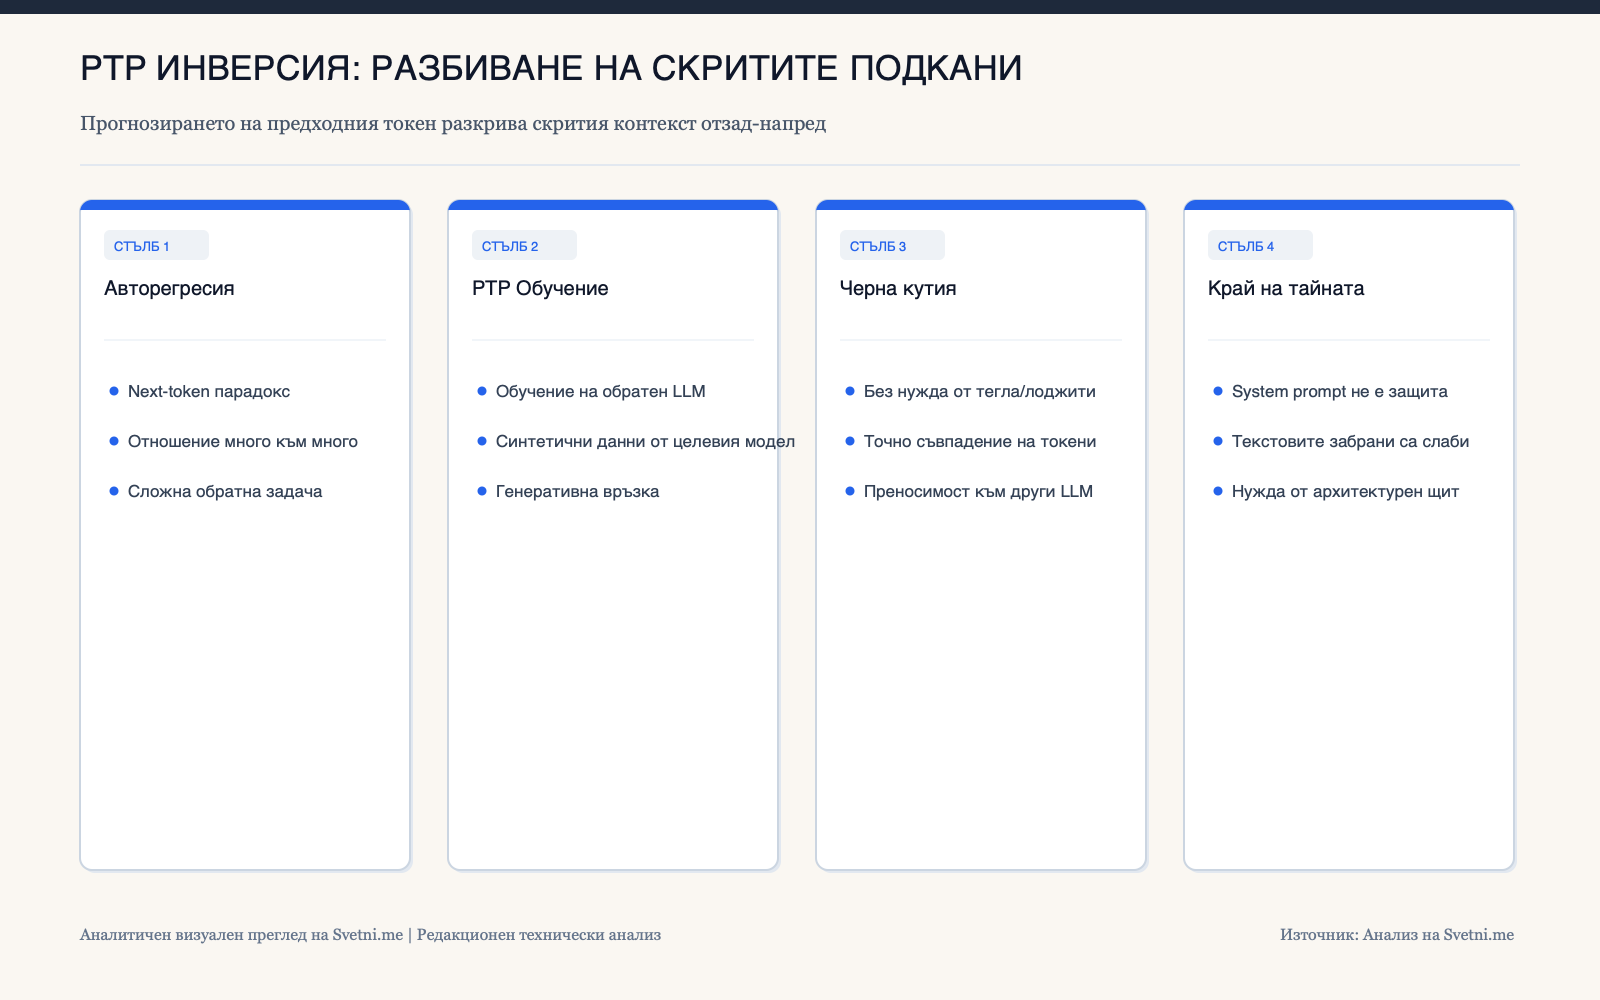 PTP ИНВЕРСИЯ: РАЗБИВАНЕ НА СКРИТИТЕ ПОДКАНИ
Прогнозирането на предходния токен разкрива скрития контекст отзад-напред
СТЪЛБ 1
Авторегресия
Next-token парадокс
Отношение много към много
Сложна обратна задача
СТЪЛБ 2
PTP Обучение
Обучение на обратен LLM
Синтетични данни от целевия модел
Генеративна връзка
СТЪЛБ 3
Черна кутия
Без нужда от тегла/лоджити
Точно съвпадение на токени
Преносимост към други LLM
СТЪЛБ 4
Край на тайната
System prompt не е защита
Текстовите забрани са слаби
Нужда от архитектурен щит
Аналитичен визуален преглед на Svetni.me | Редакционен технически анализ
Източник: Анализ на Svetni.me